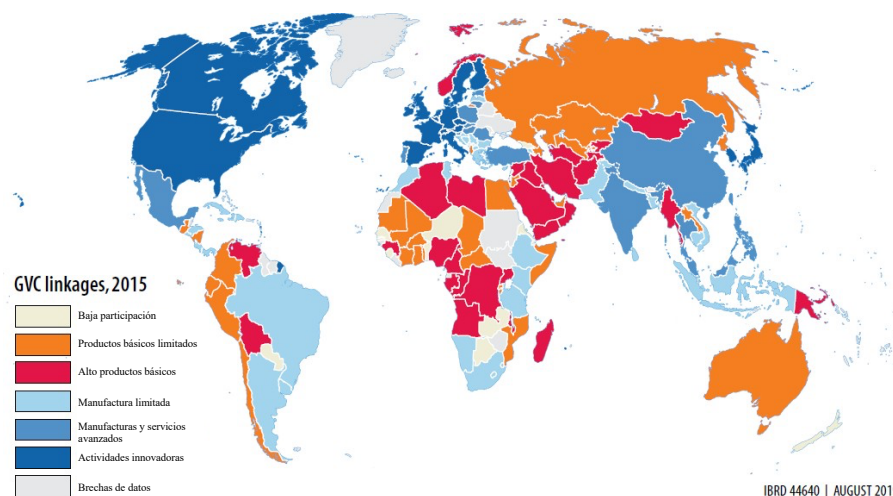 GVC linkages, 2015
Baja participación
Productos básicos limitados
Alto productos básicos
Manufactura limitada
Manufacturas y servicios
avanzados
Actividades innovadoras
Brechas de datos
IBRD 44640 | AUGUST 201